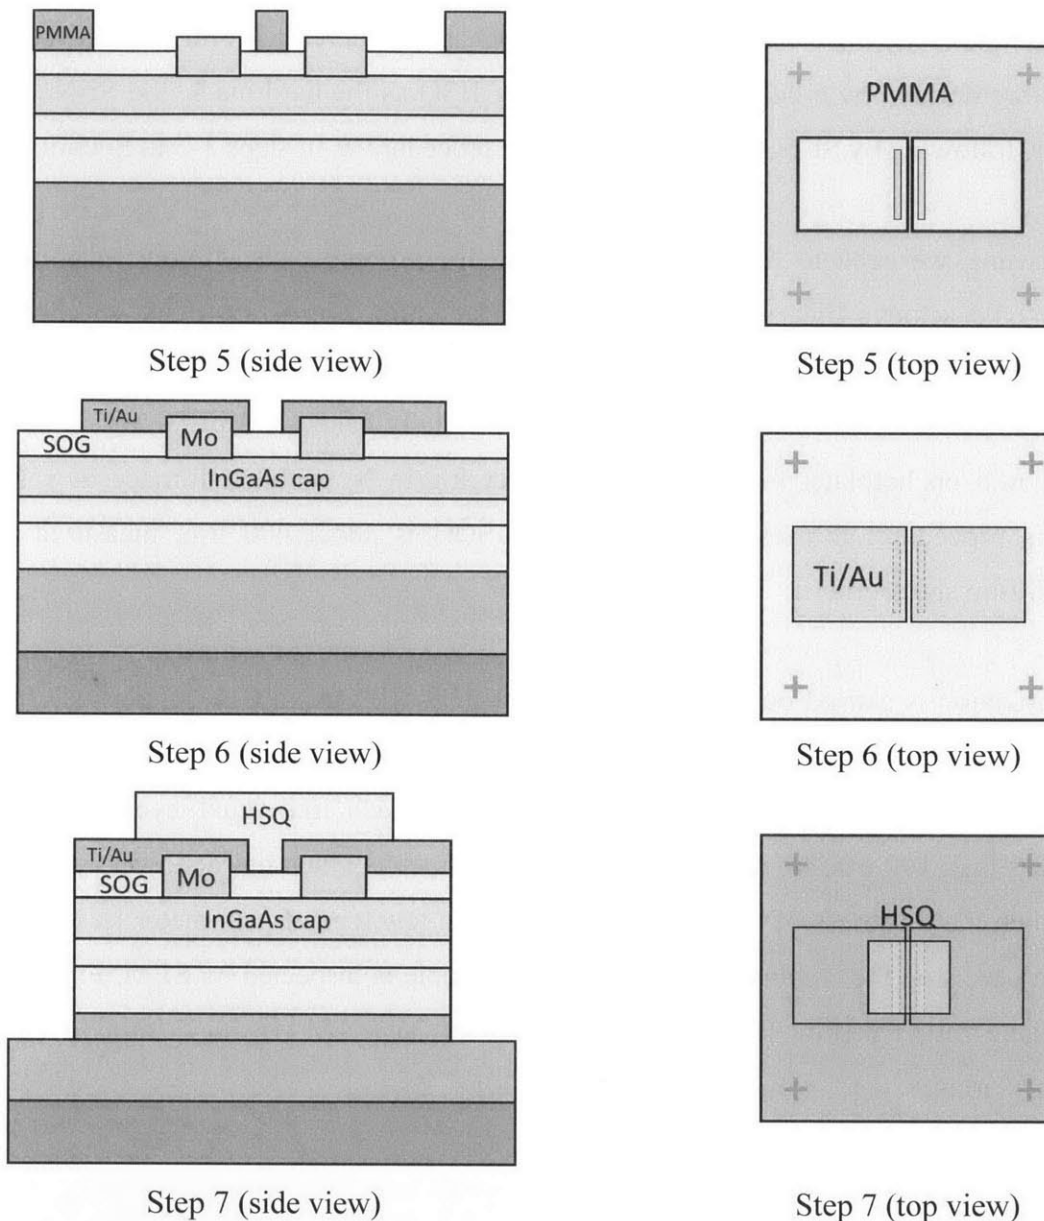 PMMA
PMMA
Step 5 (side view)
Step 5 (top view)
Ti/Au
SOG
Mo
InGaAs cap
Ti/Au
Step 6 (side view)
Step 6 (top view)
HSQ
Ti/Au
SOG
Mo
InGaAs cap
HSQ
Step 7 (side view)
Step 7 (top view)